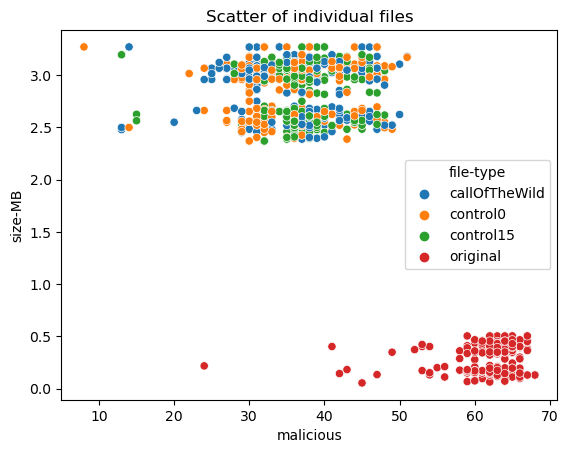 Scatter of individual files
size-MB
3.0
2.5
2.0
1.5
1.0
0.5
0.0
file-type
callOfTheWild
control0
control15
original
10 20 30 40 50 60 70
malicious